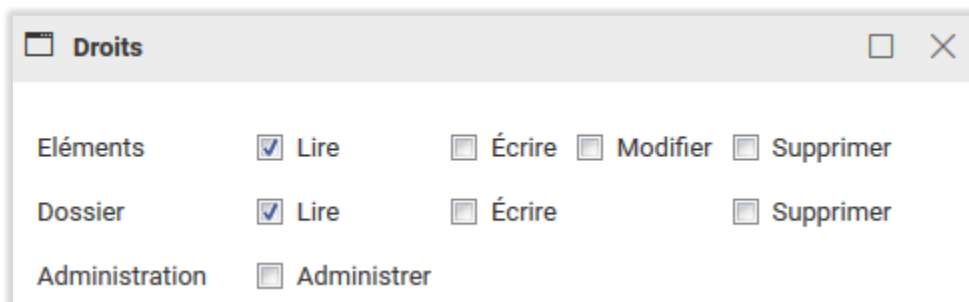 Droits
Eléments Lire Écrire Modifier Supprimer
Dossier Lire Écrire Supprimer
Administration Administrer